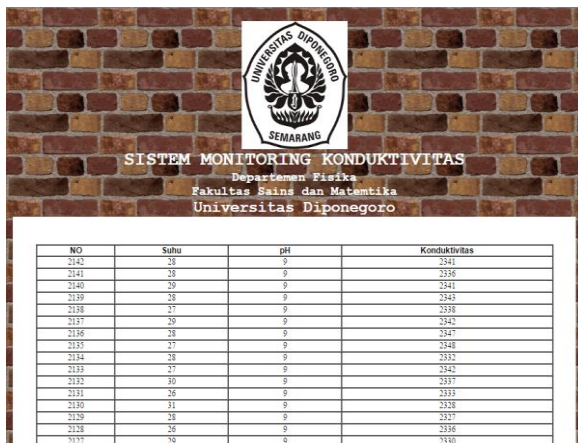 UNIVERSITAS DIPONEGORO
SEMARANG
SISTEM MONITORING KONDUKTIVITAS
Departemen Fisika
Fakultas Sains dan Matemtika
Universitas Diponegoro
NO Suhu pH Konduktivitas
2142 28 9 2341
2141 28 9 2336
2140 29 9 2341
2139 28 9 2343
2138 27 9 2338
2137 29 9 2342
2136 28 9 2347
2135 27 9 2348
2134 28 9 2332
2133 27 9 2342
2132 30 9 2337
2131 26 9 2333
2130 31 9 2328
2129 28 9 2327
2128 26 9 2336
2127 29 9 2330